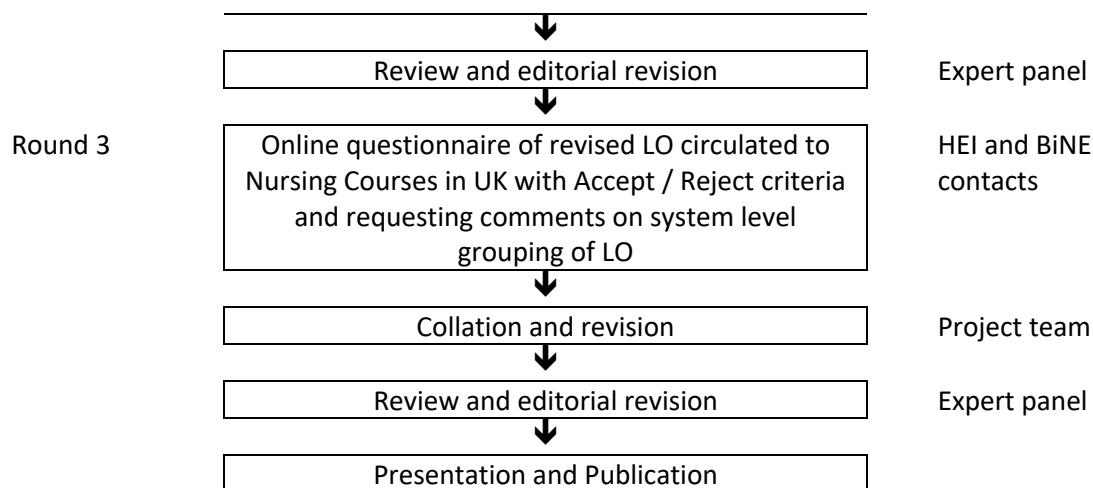 Review and editorial revision
Expert panel
Round 3
Online questionnaire of revised LO circulated to
Nursing Courses in UK with Accept / Reject criteria
and requesting comments on system level
grouping of LO
HEI and BiNE
contacts
Collation and revision
Project team
Review and editorial revision
Expert panel
Presentation and Publication